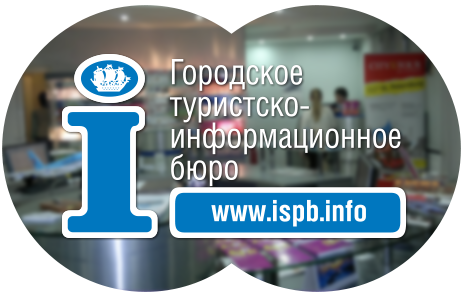 Городское
туристско-
информационное
бюро
www.ispb.info